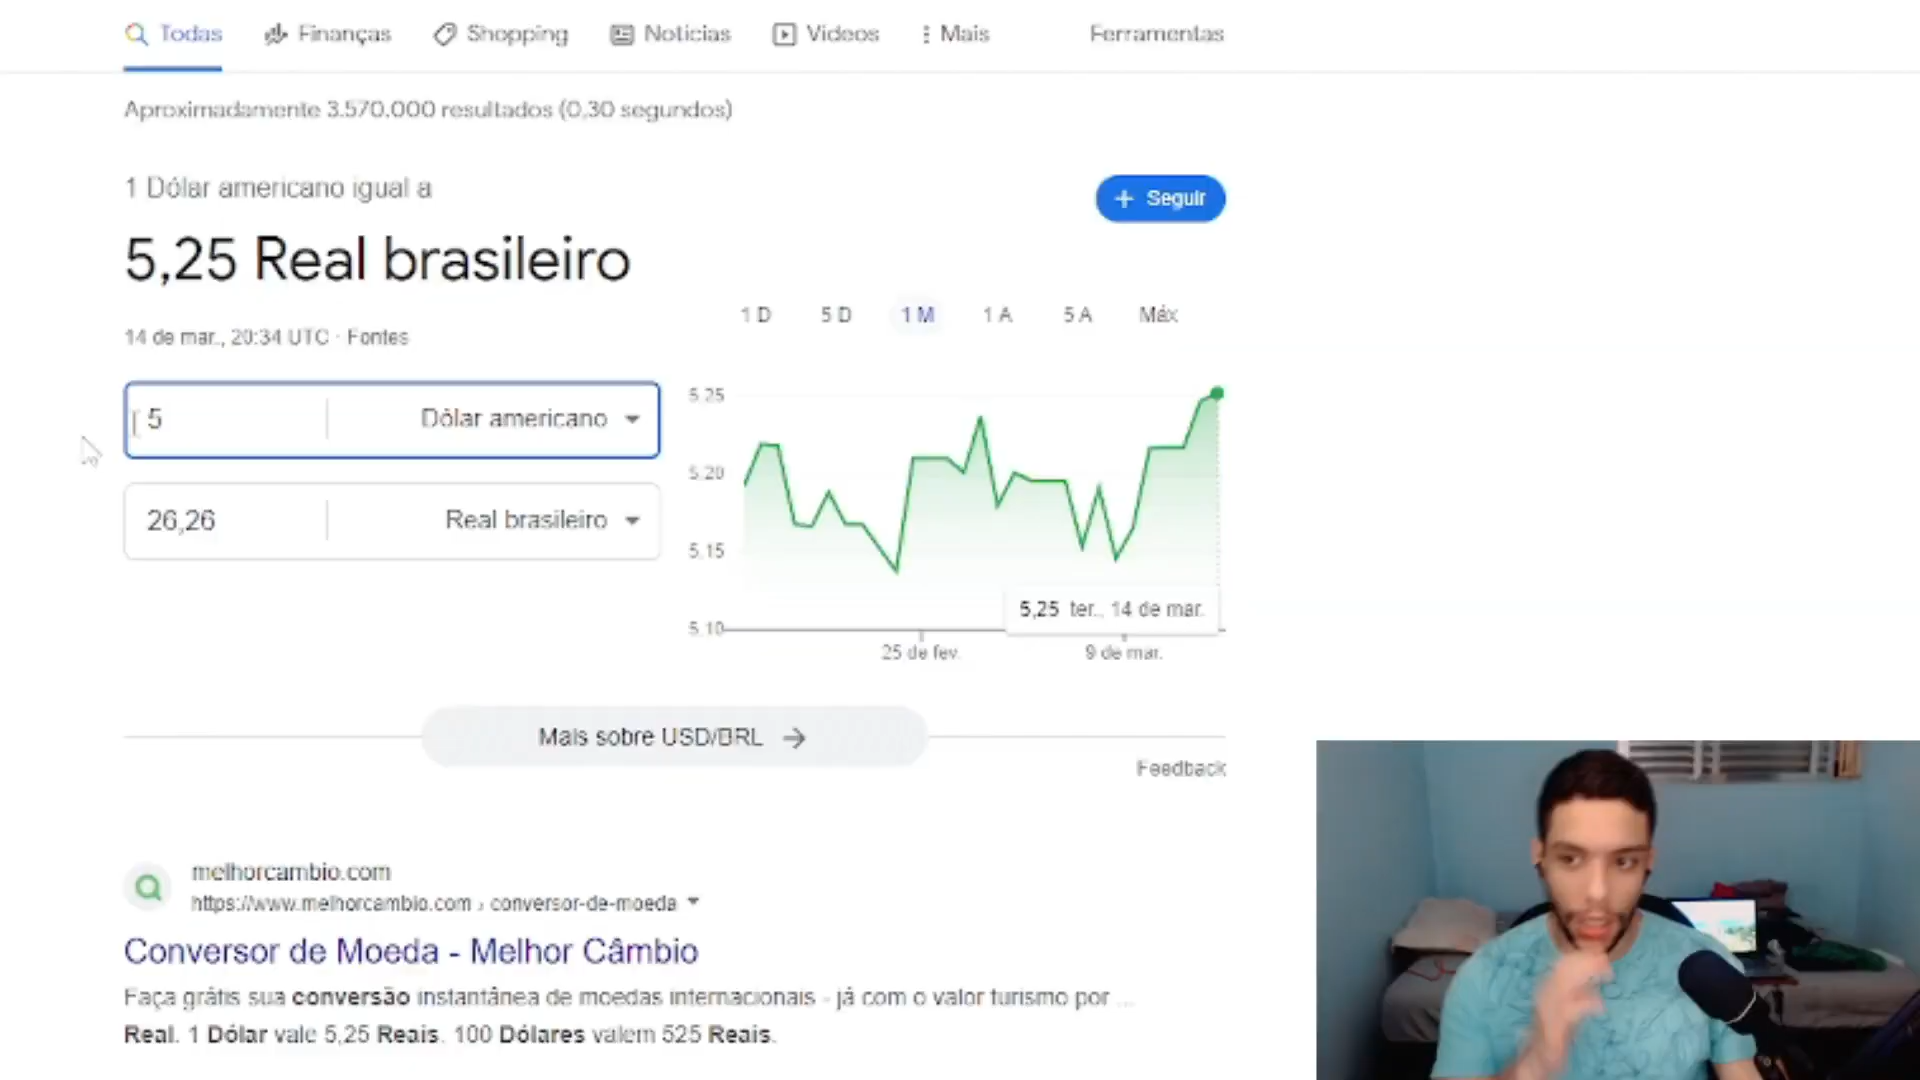 Todas Finanças Shopping Notícias Vídeos Mais Ferramentas
Aproximadamente 3.570.000 resultados (0,30 segundos)
1 Dólar americano igual a
Seguir
5,25 Real brasileiro
14 de mar., 20:34 UTC · Fontes
1 D 5 D 1 M 1 A 5 A Máx
5 Dólar americano
26,26 Real brasileiro
5,25
5,20
5,15
5,10
5,25 ter., 14 de mar.
25 de fev. 9 de mar.
Mais sobre USD/BRL →
Feedback
melhorcambio.com
https://www.melhorcambio.com › conversor-de-moeda
Conversor de Moeda - Melhor Câmbio
Faça grátis sua conversão instantânea de moedas internacionais - já com o valor turismo por ...
Real. 1 Dólar vale 5,25 Reais. 100 Dólares valem 525 Reais.